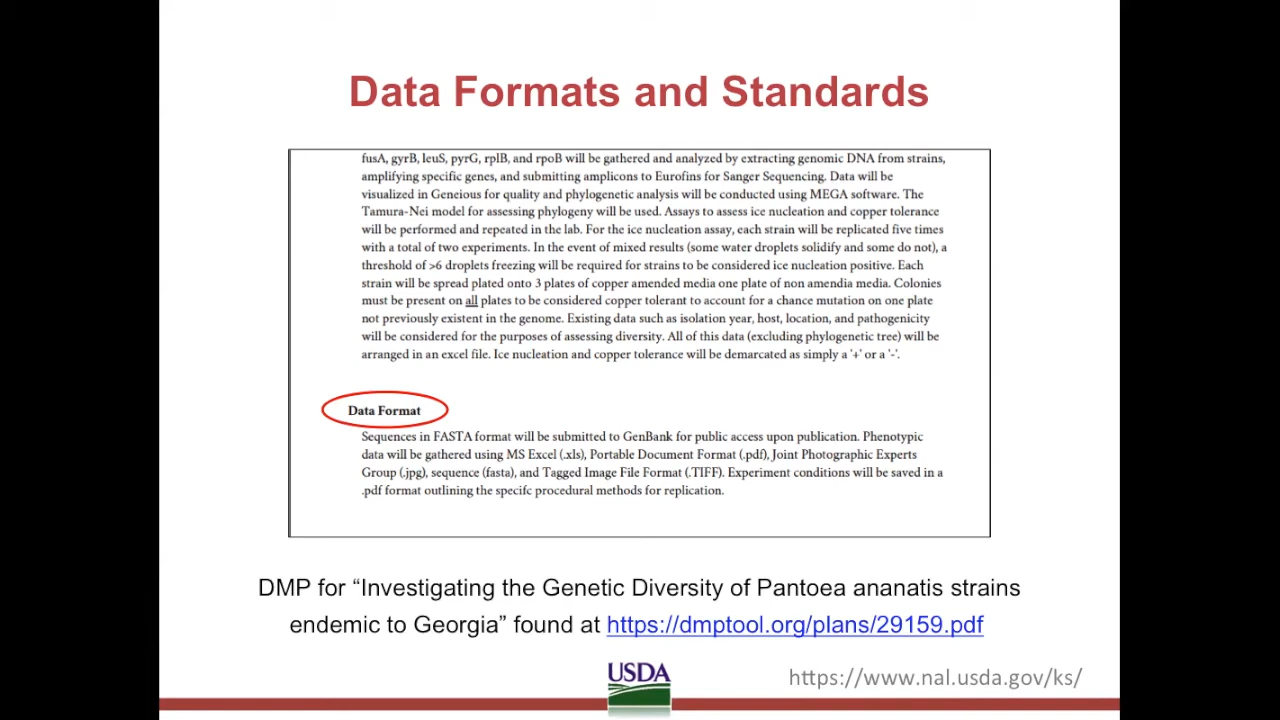 Data Formats and Standards
fusA, gyrB, leuS, pyrG, rplB, and rpoB will be gathered and analyzed by extracting genomic DNA from strains,
amplifying specific genes, and submitting amplicons to Eurofins for Sanger Sequencing. Data will be
visualized in Geneious for quality and phylogenetic analysis will be conducted using MEGA software. The
Tamura-Nei model for assessing phylogeny will be used. Assays to assess ice nucleation and copper tolerance
will be performed and repeated in the lab. For the ice nucleation assay, each strain will be replicated five times
with a total of two experiments. In the event of mixed results (some water droplets solidify and some do not), a
threshold of >6 droplets freezing will be required for strains to be considered ice nucleation positive. Each
strain will be spread plated onto 3 plates of copper amended media one plate of non amendia media. Colonies
must be present on all plates to be considered copper tolerant to account for a chance mutation on one plate
not previously existent in the genome. Existing data such as isolation year, host, location, and pathogenicity
will be considered for the purposes of assessing diversity. All of this data (excluding phylogenetic tree) will be
arranged in an excel file. Ice nucleation and copper tolerance will be demarcated as simply a '+' or a '-'.
Data Format
Sequences in FASTA format will be submitted to GenBank for public access upon publication. Phenotypic
data will be gathered using MS Excel (.xls), Portable Document Format (.pdf), Joint Photographic Experts
Group (.jpg), sequence (fasta), and Tagged Image File Format (.TIFF). Experiment conditions will be saved in a
.pdf format outlining the specifc procedural methods for replication.
DMP for “Investigating the Genetic Diversity of Pantoea ananatis strains
endemic to Georgia” found at https://dmptool.org/plans/29159.pdf
USDA
https://www.nal.usda.gov/ks/